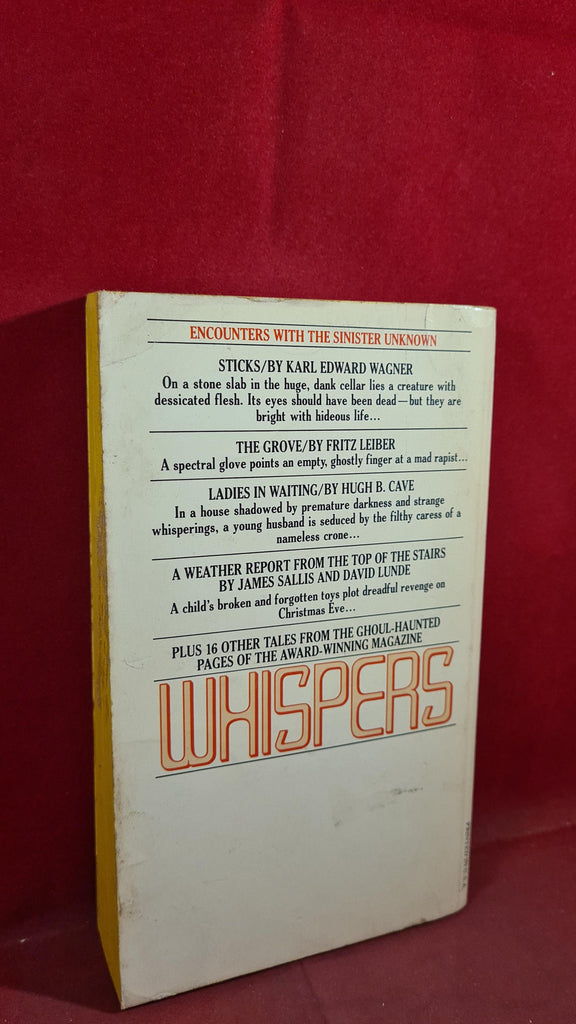 ENCOUNTERS WITH THE SINISTER UNKNOWN
STICKS/BY KARL EDWARD WAGNER
On a stone slab in the huge, dank cellar lies a creature with
dessicated flesh. Its eyes should have been dead—but they are
bright with hideous life...
THE GROVE/BY FRITZ LEIBER
A spectral glove points an empty, ghostly finger at a mad rapist...
LADIES IN WAITING/BY HUGH B. CAVE
In a house shadowed by premature darkness and strange
whisperings, a young husband is seduced by the filthy caress of a
nameless crone...
A WEATHER REPORT FROM THE TOP OF THE STAIRS
BY JAMES SALLIS AND DAVID LUNDE
A child's broken and forgotten toys plot dreadful revenge on
Christmas Eve...
PLUS 16 OTHER TALES FROM THE GHOUL-HAUNTED
PAGES OF THE AWARD-WINNING MAGAZINE
WHISPERS
PRINTED IN U.S.A.